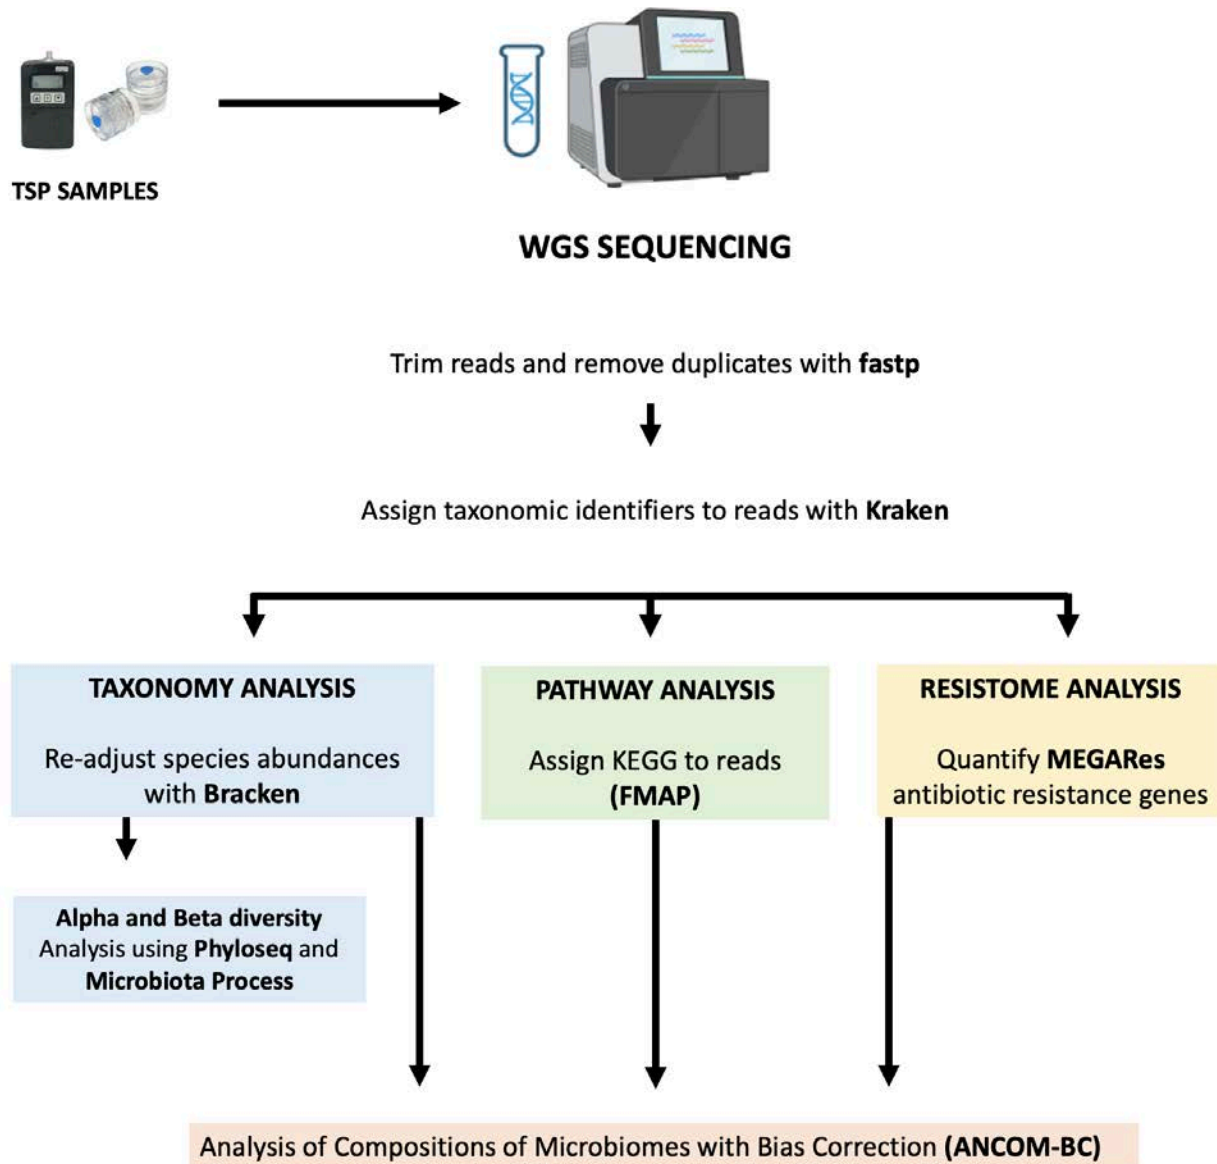 TSP SAMPLES
WGS SEQUENCING
Trim reads and remove duplicates with fastp
Assign taxonomic identifiers to reads with Kraken
TAXONOMY ANALYSIS
Re-adjust species abundances
with Bracken
PATHWAY ANALYSIS
Assign KEGG to reads
(FMAP)
RESISTOME ANALYSIS
Quantify MEGARes
antibiotic resistance genes
Alpha and Beta diversity
Analysis using Phyloseq and
Microbiota Process
Analysis of Compositions of Microbiomes with Bias Correction (ANCOM-BC)